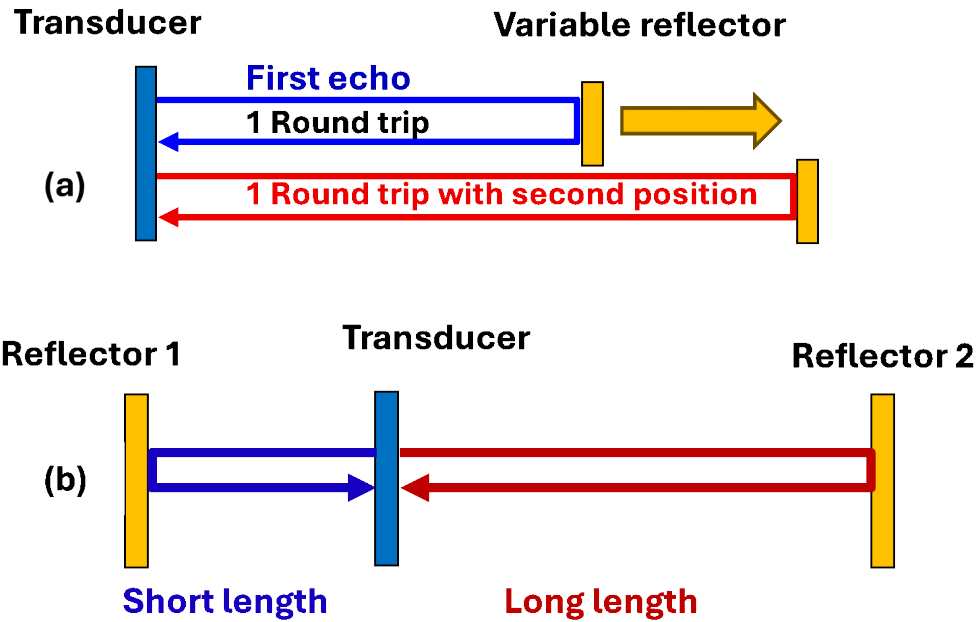 Transducer
Variable reflector
First echo
1 Round trip
(a)
1 Round trip with second position
Transducer
Reflector 1
Reflector 2
(b)
Short length
Long length